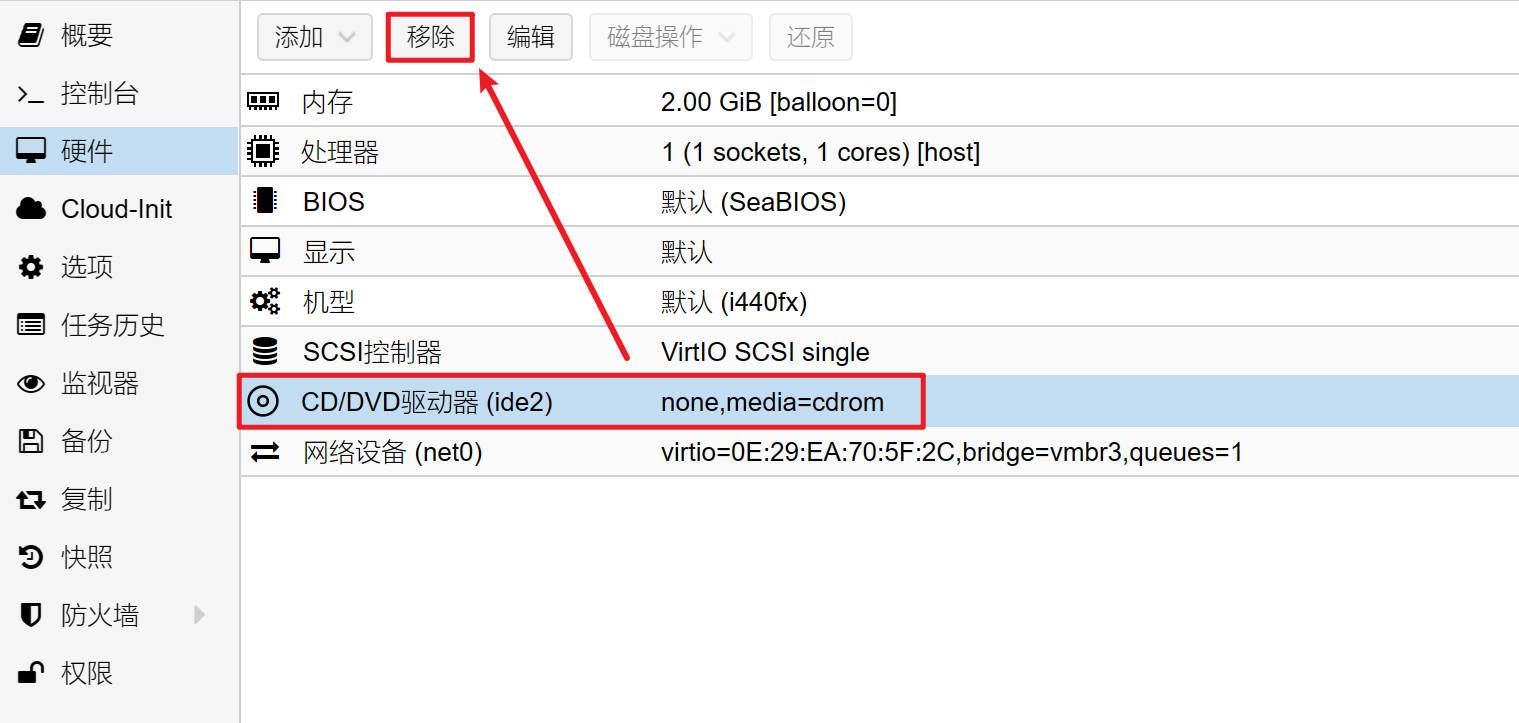 概要
控制台
硬件
Cloud-Init
选项
任务历史
监视器
备份
复制
快照
防火墙
权限
添加 移除 编辑 磁盘操作 还原
内存 2.00 GiB [balloon=0]
处理器 1 (1 sockets, 1 cores) [host]
BIOS 默认 (SeaBIOS)
显示 默认
机型 默认 (i440fx)
SCSI控制器 VirtIO SCSI single
CD/DVD驱动器 (ide2) none,media=cdrom
网络设备 (net0) virtio=0E:29:EA:70:5F:2C,bridge=vmbr3,queues=1